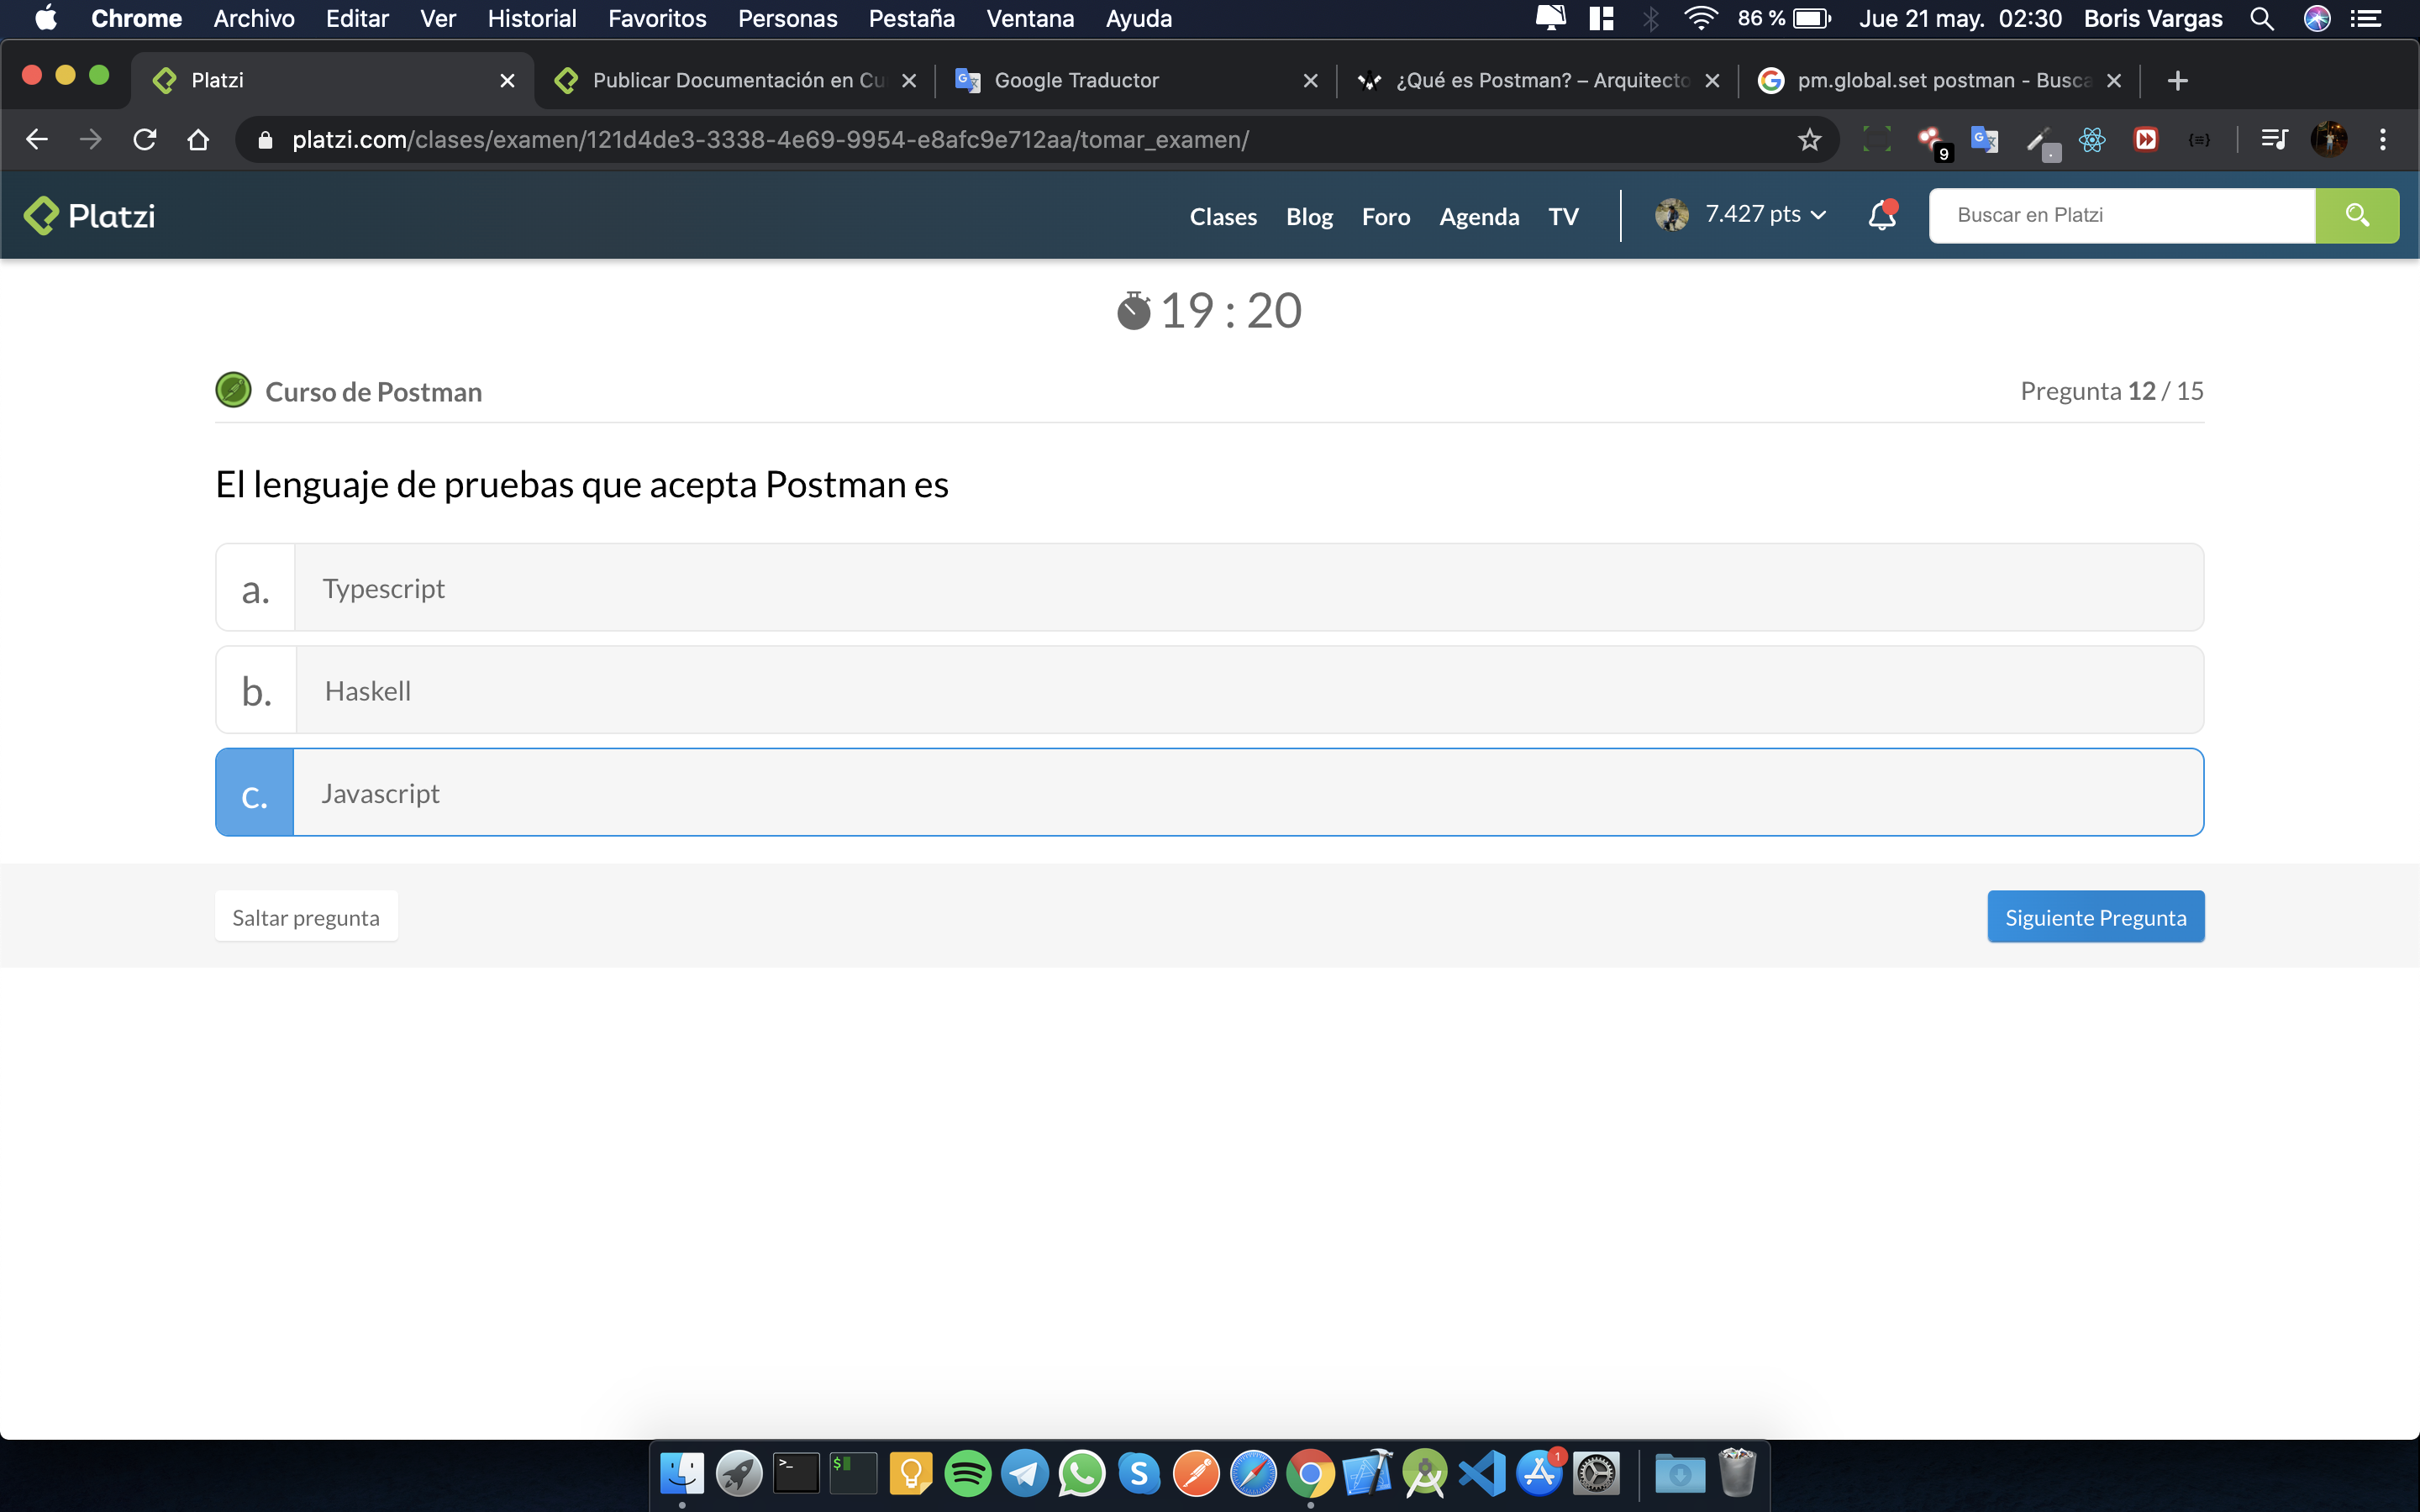 Chrome Archivo Editar Ver Historial Favoritos Personas Pestaña Ventana Ayuda 86 % Jue 21 may. 02:30 Boris Vargas
Platzi Publicar Documentación en Cu Google Traductor ¿Qué es Postman? – Arquitecto pm.global.set postman - Busca
platzi.com/clases/examen/121d4de3-3338-4e69-9954-e8afc9e712aa/tomar_examen/ 9
Platzi Clases Blog Foro Agenda TV 7.427 pts Buscar en Platzi
19 : 20
Curso de Postman Pregunta 12 / 15
El lenguaje de pruebas que acepta Postman es
a. Typescript
b. Haskell
c. Javascript
Saltar pregunta Siguiente Pregunta
1